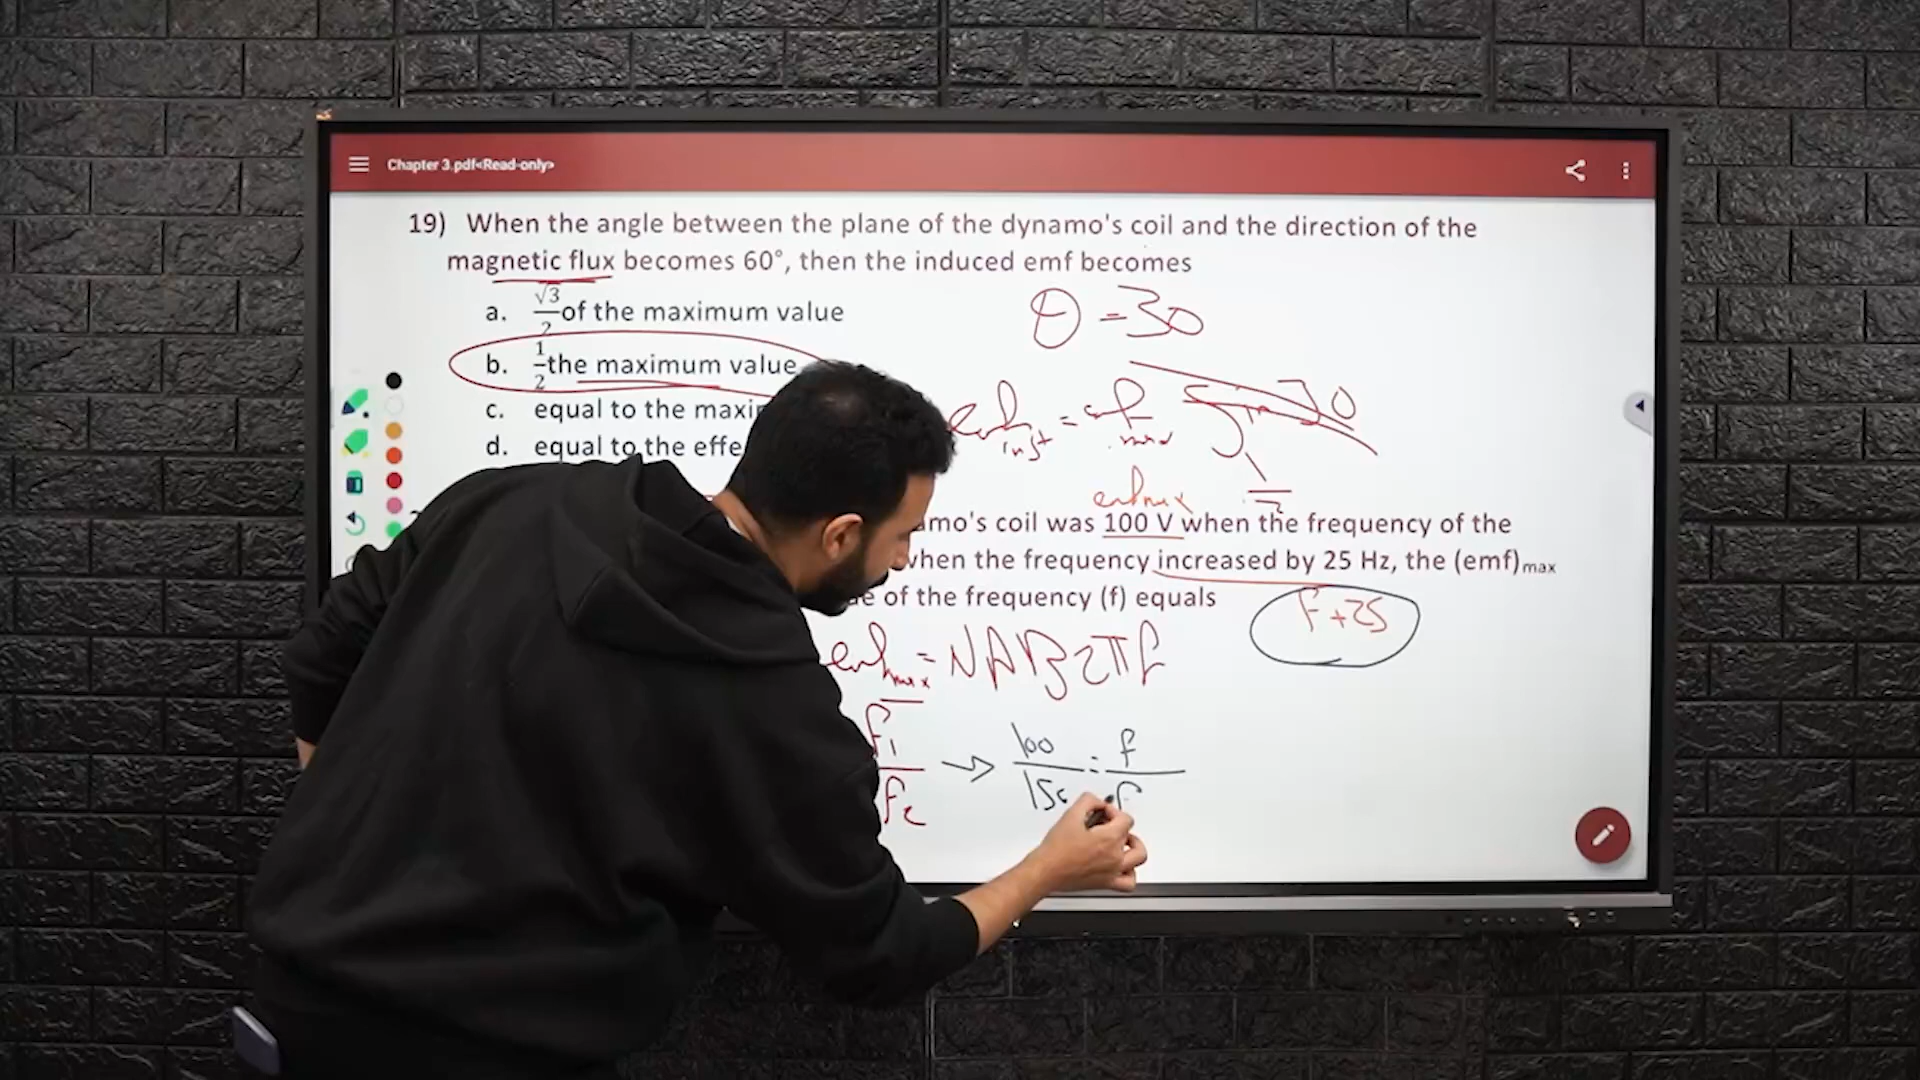 Chapter 3.pdf<Read-only>
19) When the angle between the plane of the dynamo's coil and the direction of the
magnetic flux becomes 60°, then the induced emf becomes
a. √3/2 of the maximum value
θ = 30
b. 1/2 the maximum value
c. equal to the maxi
emf inst = emf max sin 30
d. equal to the effe
emf max
amo's coil was 100 V when the frequency of the
when the frequency increased by 25 Hz, the (emf)max
e of the frequency (f) equals
f + 25
emf max = NAB2πf
f1/f2 → 100/150 = f/f